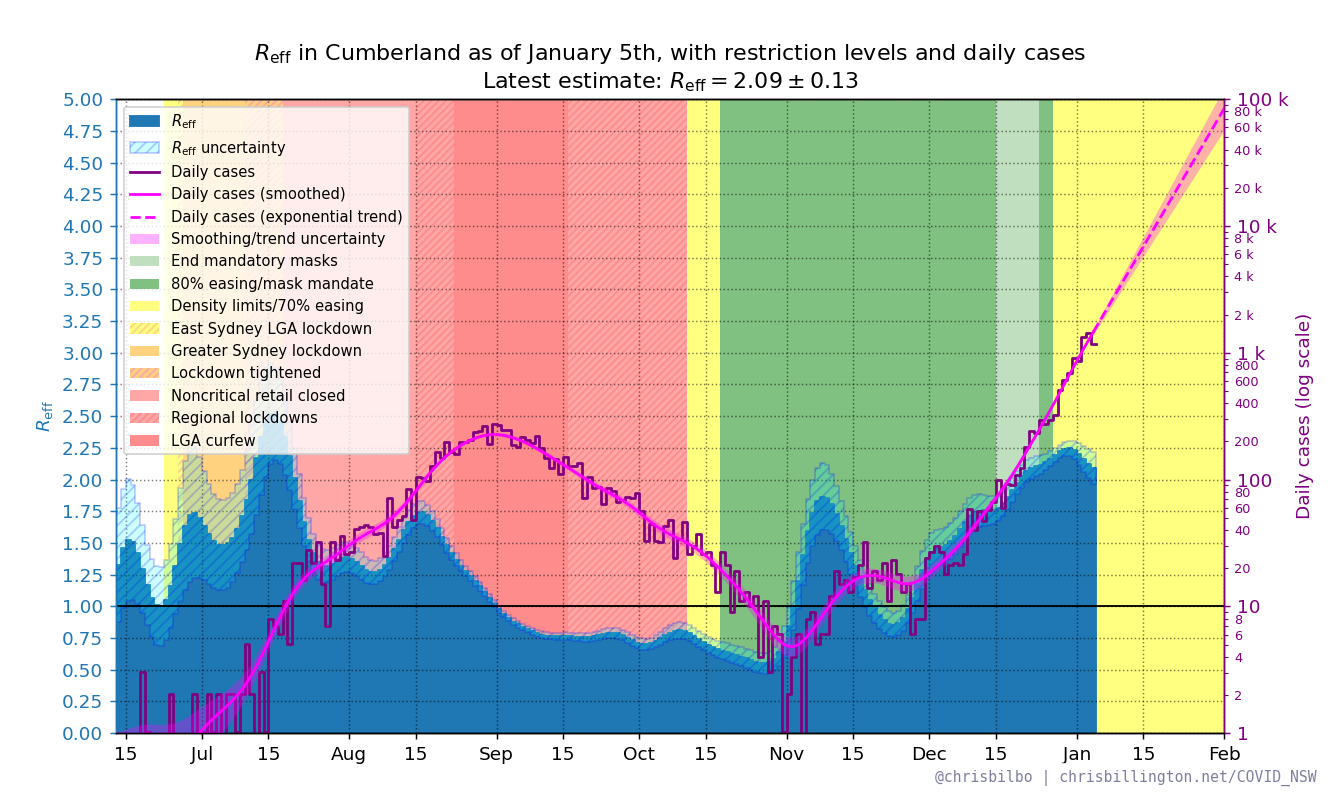 Reff in Cumberland as of January 5th, with restriction levels and daily cases
Latest estimate: Reff = 2.09 ± 0.13
5.00
4.75
4.50
4.25
4.00
3.75
3.50
3.25
3.00
2.75
2.50
2.25
2.00
1.75
1.50
1.25
1.00
0.75
0.50
0.25
0.00
Reff
Reff
Reff uncertainty
Daily cases
Daily cases (smoothed)
Daily cases (exponential trend)
Smoothing/trend uncertainty
End mandatory masks
80% easing/mask mandate
Density limits/70% easing
East Sydney LGA lockdown
Greater Sydney lockdown
Lockdown tightened
Noncritical retail closed
Regional lockdowns
LGA curfew
100 k
80 k
60 k
40 k
20 k
10 k
8 k
6 k
4 k
2 k
1 k
800
600
400
200
100
80
60
40
20
10
8
6
4
2
1
Daily cases (log scale)
15 Jul 15 Aug 15 Sep 15 Oct 15 Nov 15 Dec 15 Jan 15 Feb
@chrisbilbo | chrisbillington.net/COVID_NSW